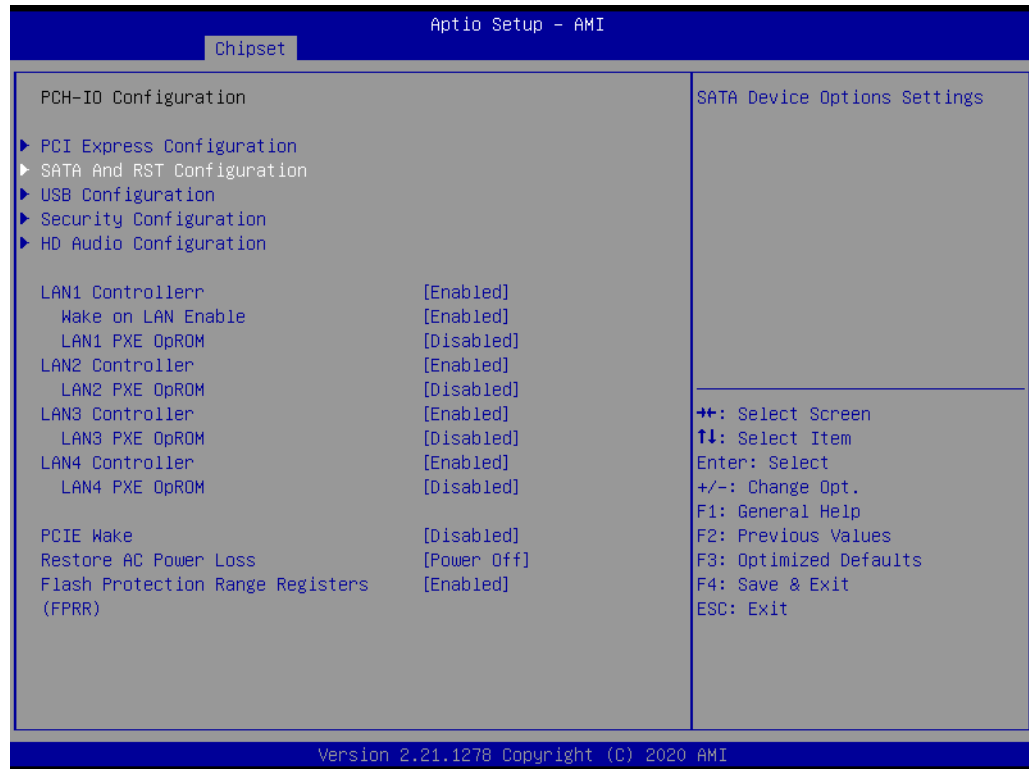 Aptio Setup – AMI
Chipset
PCH-IO Configuration
PCI Express Configuration
SATA And RST Configuration
USB Configuration
Security Configuration
HD Audio Configuration
LAN1 Controllerr [Enabled]
Wake on LAN Enable [Enabled]
LAN1 PXE OpROM [Disabled]
LAN2 Controller [Enabled]
LAN2 PXE OpROM [Disabled]
LAN3 Controller [Enabled]
LAN3 PXE OpROM [Disabled]
LAN4 Controller [Enabled]
LAN4 PXE OpROM [Disabled]
PCIE Wake [Disabled]
Restore AC Power Loss [Power Off]
Flash Protection Range Registers [Enabled]
(FPRR)
SATA Device Options Settings
→←: Select Screen
↑↓: Select Item
Enter: Select
+/-: Change Opt.
F1: General Help
F2: Previous Values
F3: Optimized Defaults
F4: Save & Exit
ESC: Exit
Version 2.21.1278 Copyright (C) 2020 AMI